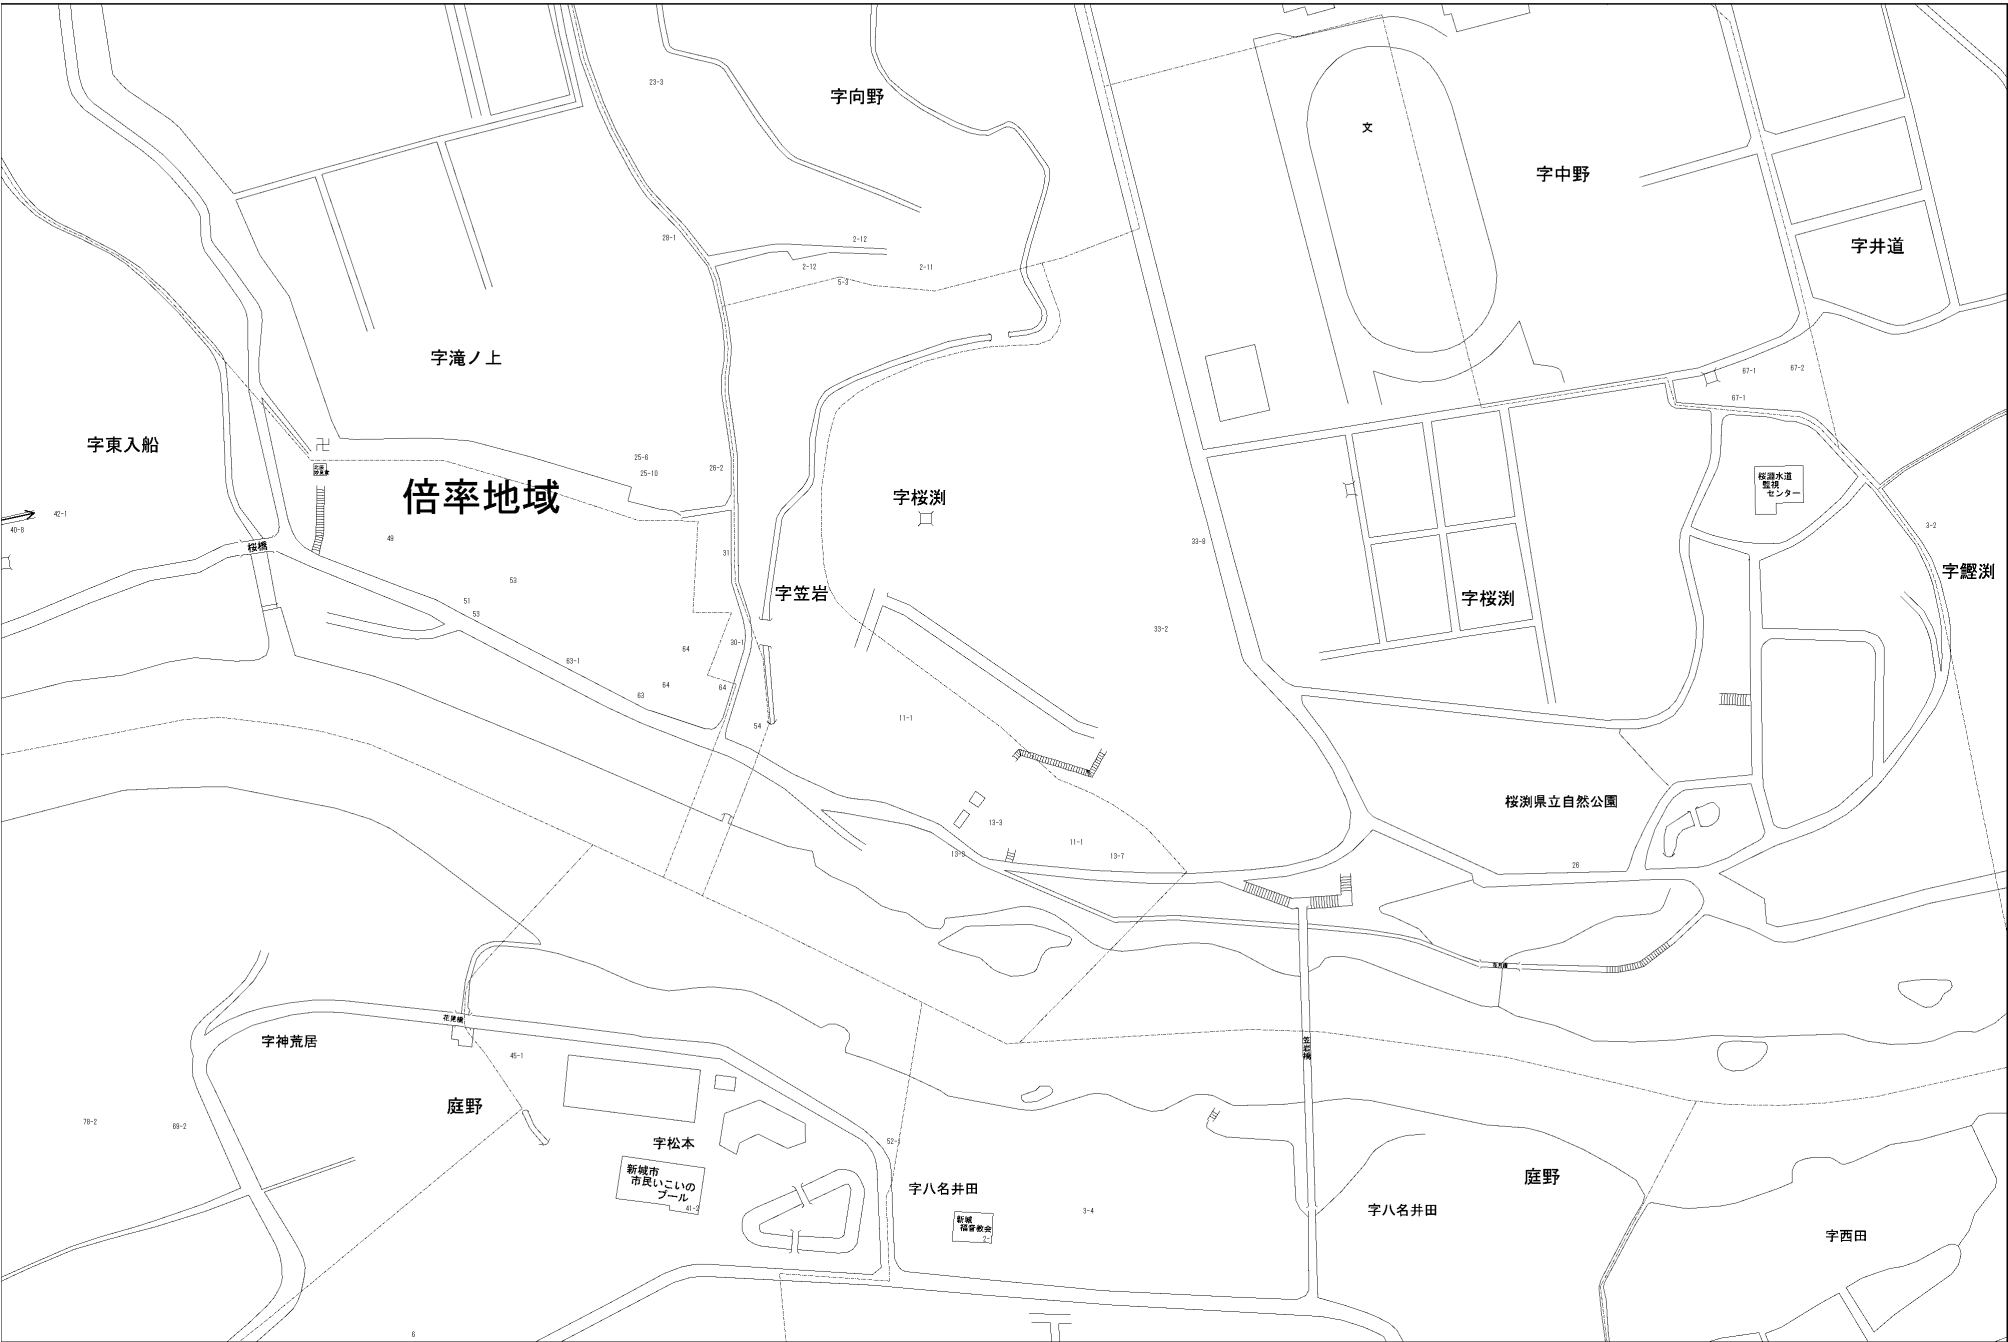 23-3
字向野
文
字中野
28-1
2-12
2-12
2-11
5-3
字井道
字滝ノ上
67-1
67-2
67-1
字東入船
卍
25-6
25-10
26-2
倍率地域
字桜渕
桜淵水道
監視
センター
42-1
40-8
49
桜橋
31
33-8
3-2
字鰹渕
53
51
53
字笠岩
字桜渕
33-2
30-1
64
63-1
64
64
63
54
11-1
桜渕県立自然公園
13-3
11-1
13-7
26
花見橋
字神荒居
45-1
笠岩橋
庭野
78-2
69-2
字松本
52-1
新城市
市民いこいの
プール
41-2
字八名井田
庭野
3-4
字八名井田
新城
福音教会
2-
字西田
6